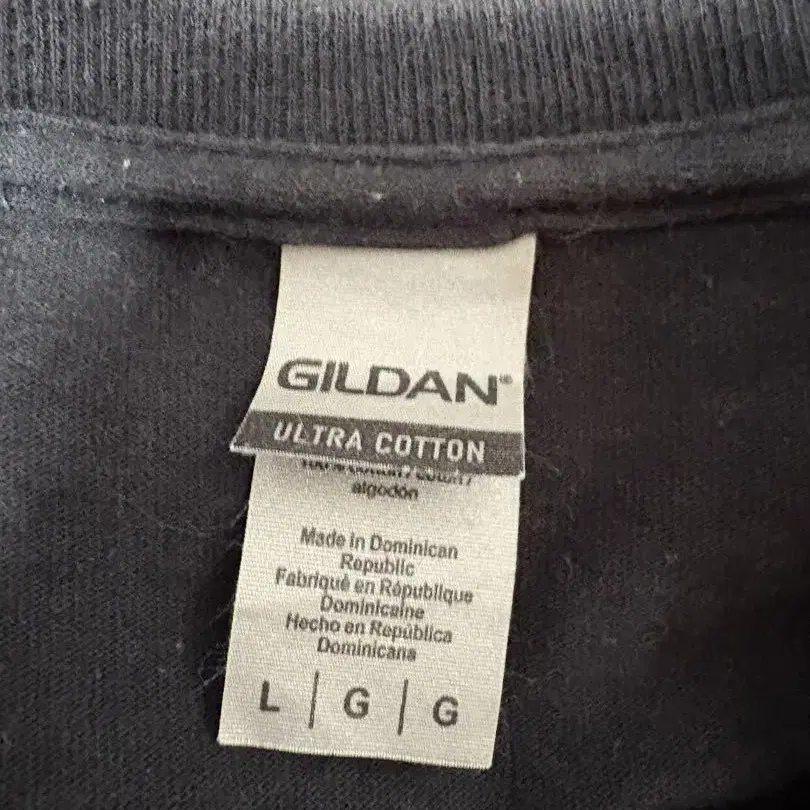 GILDAN®
ULTRA COTTON
algodón
Made in Dominican
Republic
Fabriqué en République
Dominicaine
Hecho en República
Dominicana
L | G | G